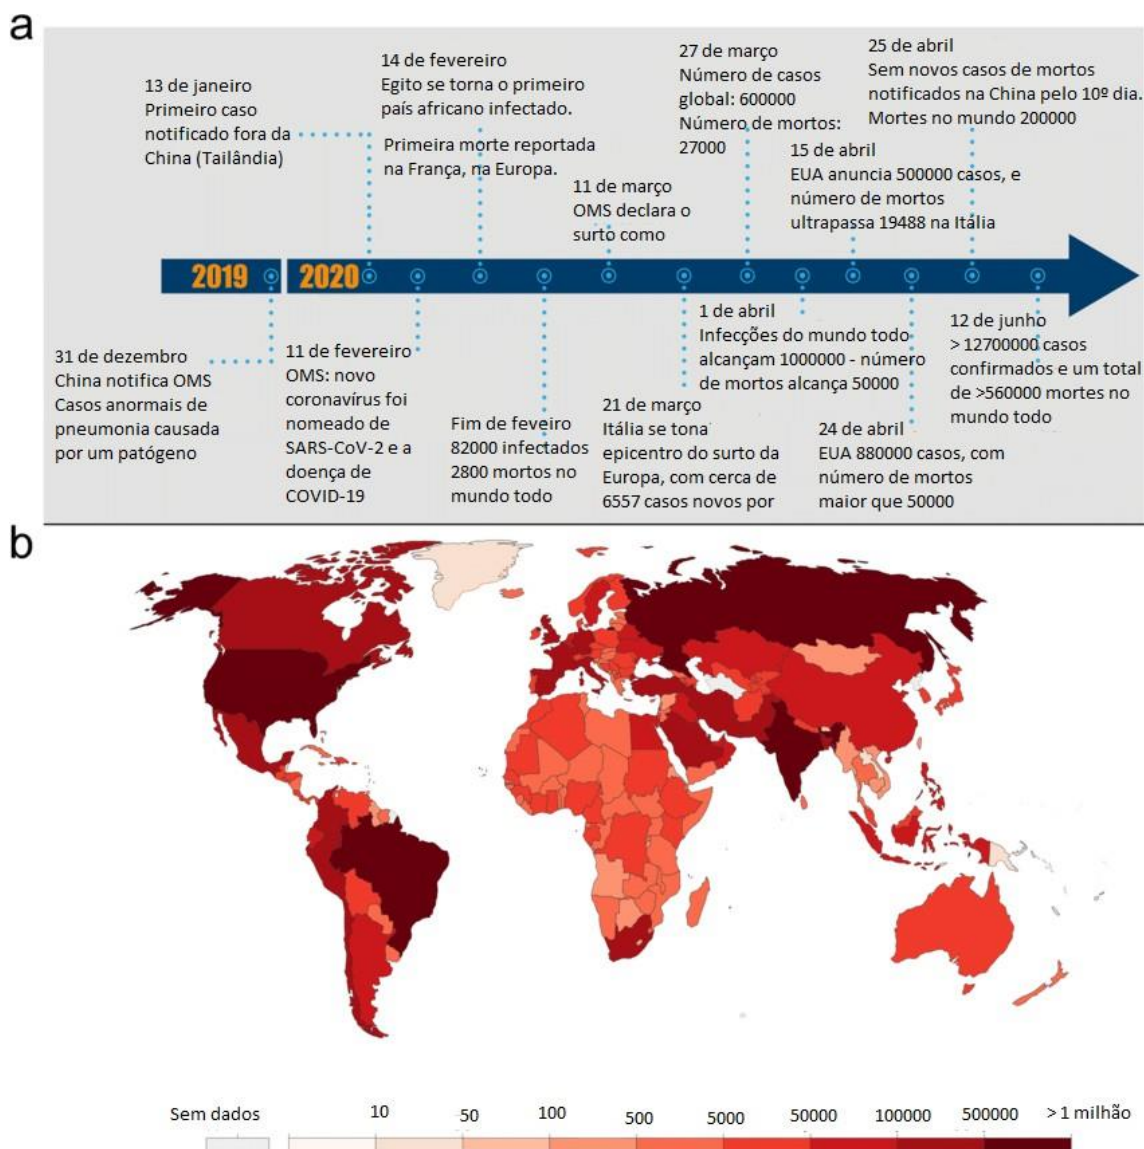 a
13 de janeiro
Primeiro caso
notificado fora da
China (Tailândia)
14 de fevereiro
Egito se torna o primeiro
país africano infectado.
Primeira morte reportada
na França, na Europa.
11 de março
OMS declara o
surto como
27 de março
Número de casos
global: 600000
Número de mortos:
27000
15 de abril
EUA anuncia 500000 casos, e
número de mortos
ultrapassa 19488 na Itália
25 de abril
Sem novos casos de mortos
notificados na China pelo 10º dia.
Mortes no mundo 200000
2019
2020
31 de dezembro
China notifica OMS
Casos anormais de
pneumonia causada
por um patógeno
11 de fevereiro
OMS: novo
coronavírus foi
nomeado de
SARS-CoV-2 e a
doença de
COVID-19
Fim de feveiro
82000 infectados
2800 mortos no
mundo todo
21 de março
Itália se tona
epicentro do surto da
Europa, com cerca de
6557 casos novos por
1 de abril
Infecções do mundo todo
alcançam 1000000 - número
de mortos alcança 50000
24 de abril
EUA 880000 casos, com
número de mortos
maior que 50000
12 de junho
> 12700000 casos
confirmados e um total
de >560000 mortes no
mundo todo
b
Sem dados 10 50 100 500 5000 50000 100000 500000 > 1 milhão